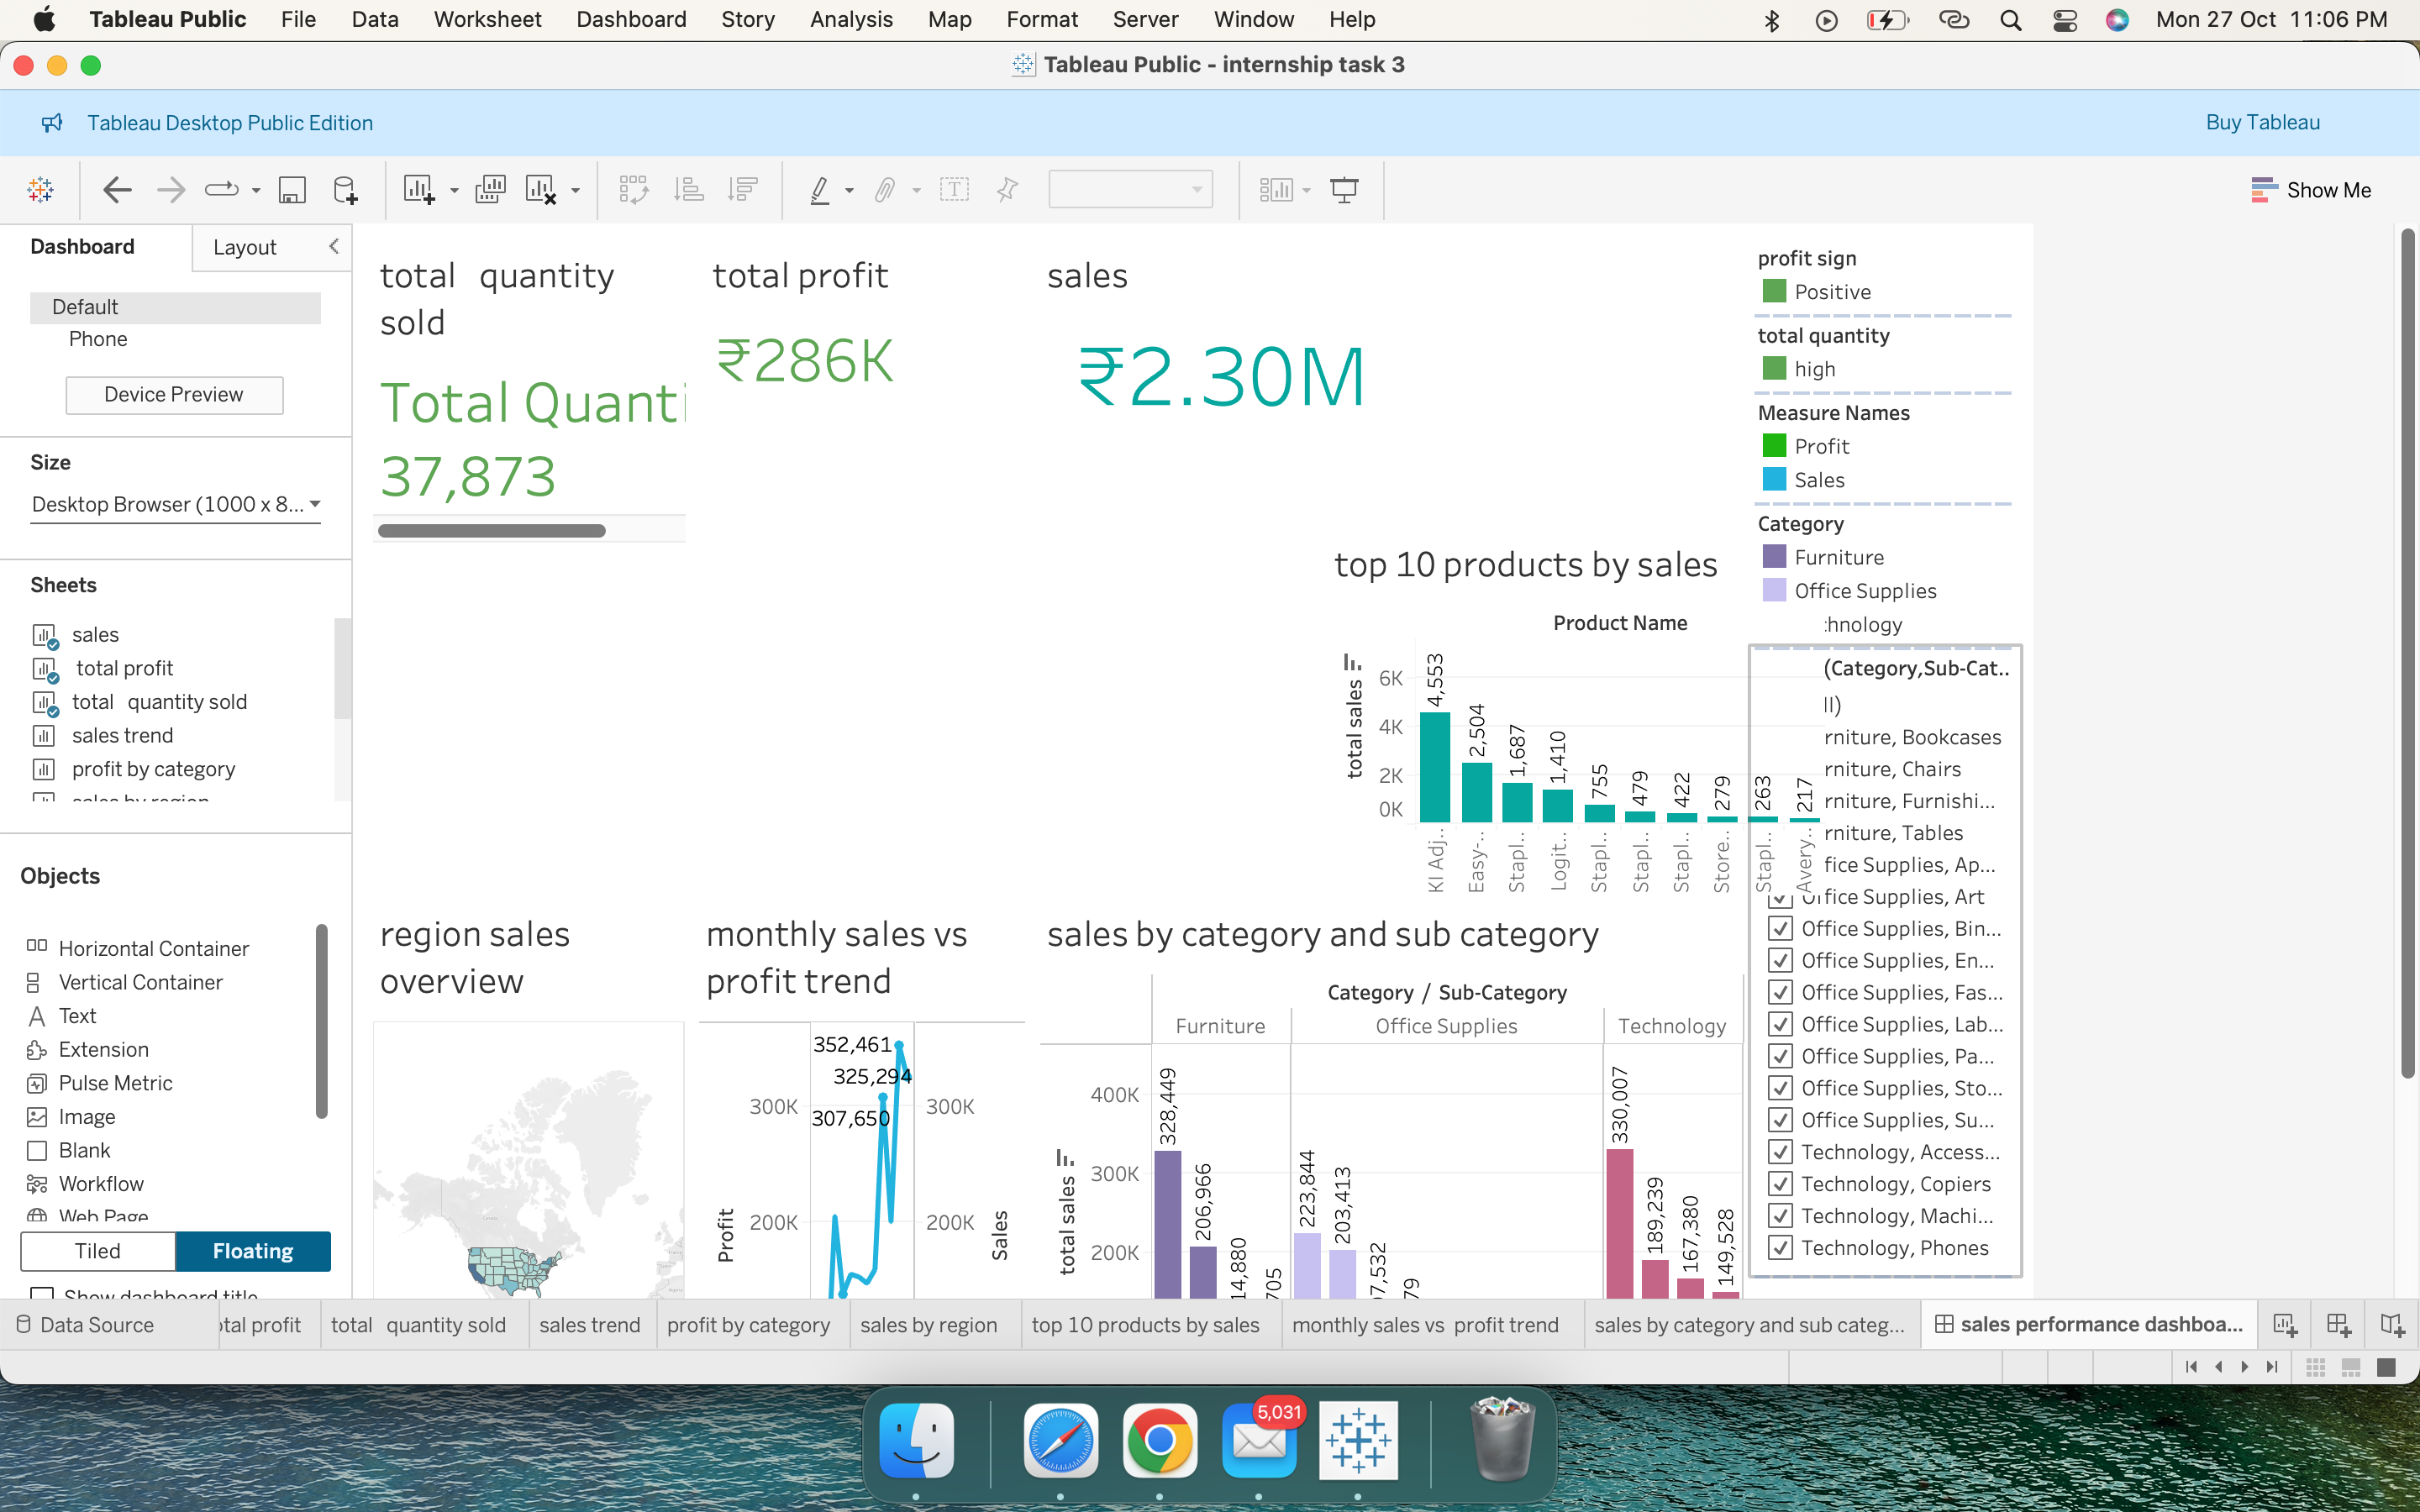 Tableau Public File Data Worksheet Dashboard Story Analysis Map Format Server Window Help Mon 27 Oct 11:06 PM
Tableau Public - internship task 3
Tableau Desktop Public Edition Buy Tableau
Show Me
Dashboard Layout
Default
Phone
Device Preview
Size
Desktop Browser (1000 x 8...
Sheets
sales
total profit
total quantity sold
sales trend
profit by category
sales by region
Objects
Horizontal Container
Vertical Container
Text
Extension
Pulse Metric
Image
Blank
Workflow
Web Page
Tiled Floating
Show dashboard title
total quantity
sold
Total Quanti
37,873
total profit
₹286K
sales
₹2.30M
profit sign
Positive
total quantity
high
Measure Names
Profit
Sales
Category
Furniture
Office Supplies
:hnology
(Category,Sub-Cat..
ll)
rniture, Bookcases
rniture, Chairs
rniture, Furnishi...
rniture, Tables
fice Supplies, Ap...
Office Supplies, Art
Office Supplies, Bin...
Office Supplies, En...
Office Supplies, Fas...
Office Supplies, Lab...
Office Supplies, Pa...
Office Supplies, Sto...
Office Supplies, Su...
Technology, Access...
Technology, Copiers
Technology, Machi...
Technology, Phones
top 10 products by sales
Product Name
total sales
6K
4K
2K
0K
4,553
2,504
1,687
1,410
755
479
422
279
263
217
KI Adj..
Easy-..
Stapl..
Logit..
Stapl..
Stapl..
Stapl..
Store..
Stapl..
Avery..
region sales
overview
monthly sales vs
profit trend
352,461
325,294
307,650
300K 300K
200K 200K
Profit
Sales
sales by category and sub category
Category / Sub-Category
Furniture Office Supplies Technology
total sales
400K
300K
200K
328,449
206,966
14,880
705
223,844
203,413
07,532
79
330,007
189,239
167,380
149,528
Data Source otal profit total quantity sold sales trend profit by category sales by region top 10 products by sales monthly sales vs profit trend sales by category and sub categ... sales performance dashboa...
5,031